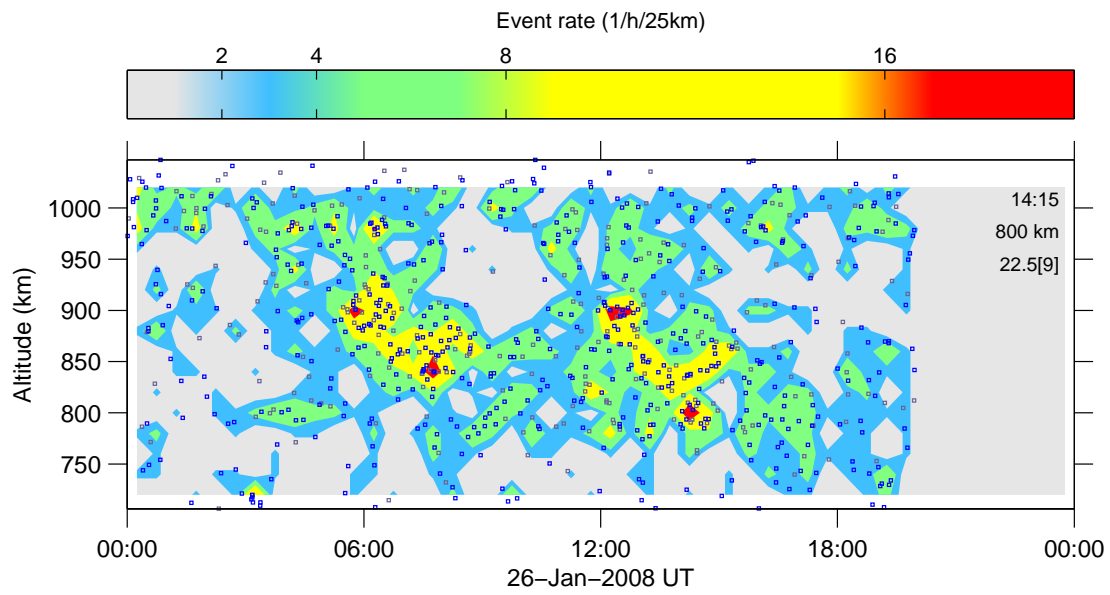 Event rate (1/h/25km)
2 4 8 16
14:15
800 km
22.5[9]
Altitude (km)
1000
950
900
850
800
750
00:00 06:00 12:00 18:00 00:00
26−Jan−2008 UT